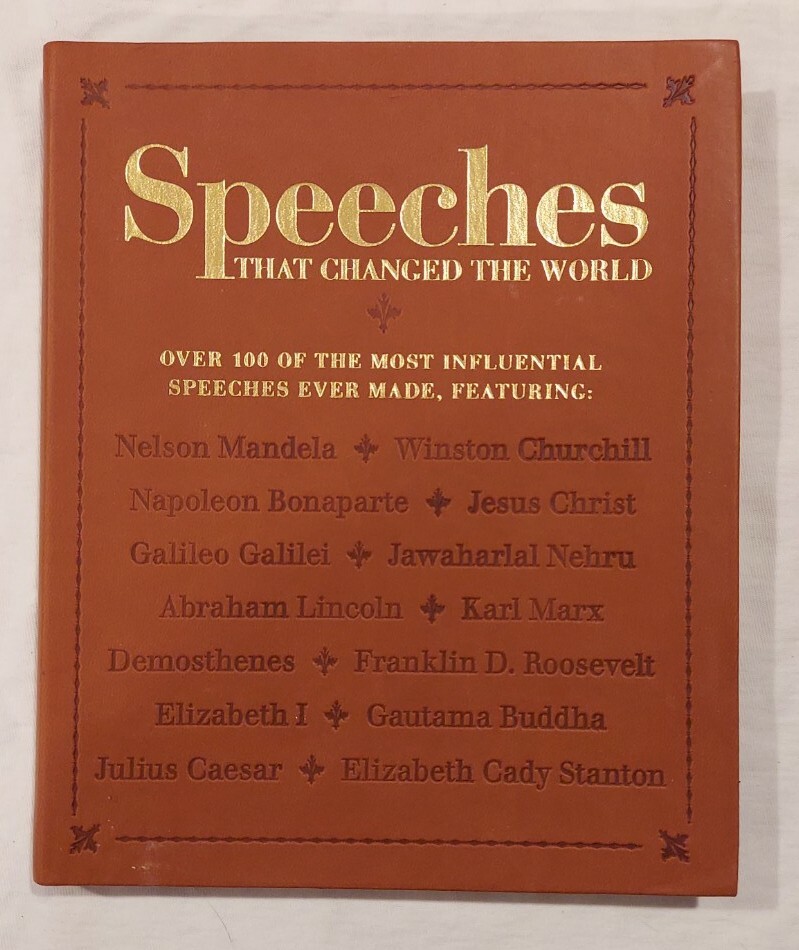 Speeches
THAT CHANGED THE WORLD
OVER 100 OF THE MOST INFLUENTIAL
SPEECHES EVER MADE, FEATURING:
Nelson Mandela Winston Churchill
Napoleon Bonaparte Jesus Christ
Galileo Galilei Jawaharlal Nehru
Abraham Lincoln Karl Marx
Demosthenes Franklin D. Roosevelt
Elizabeth I Gautama Buddha
Julius Caesar Elizabeth Cady Stanton